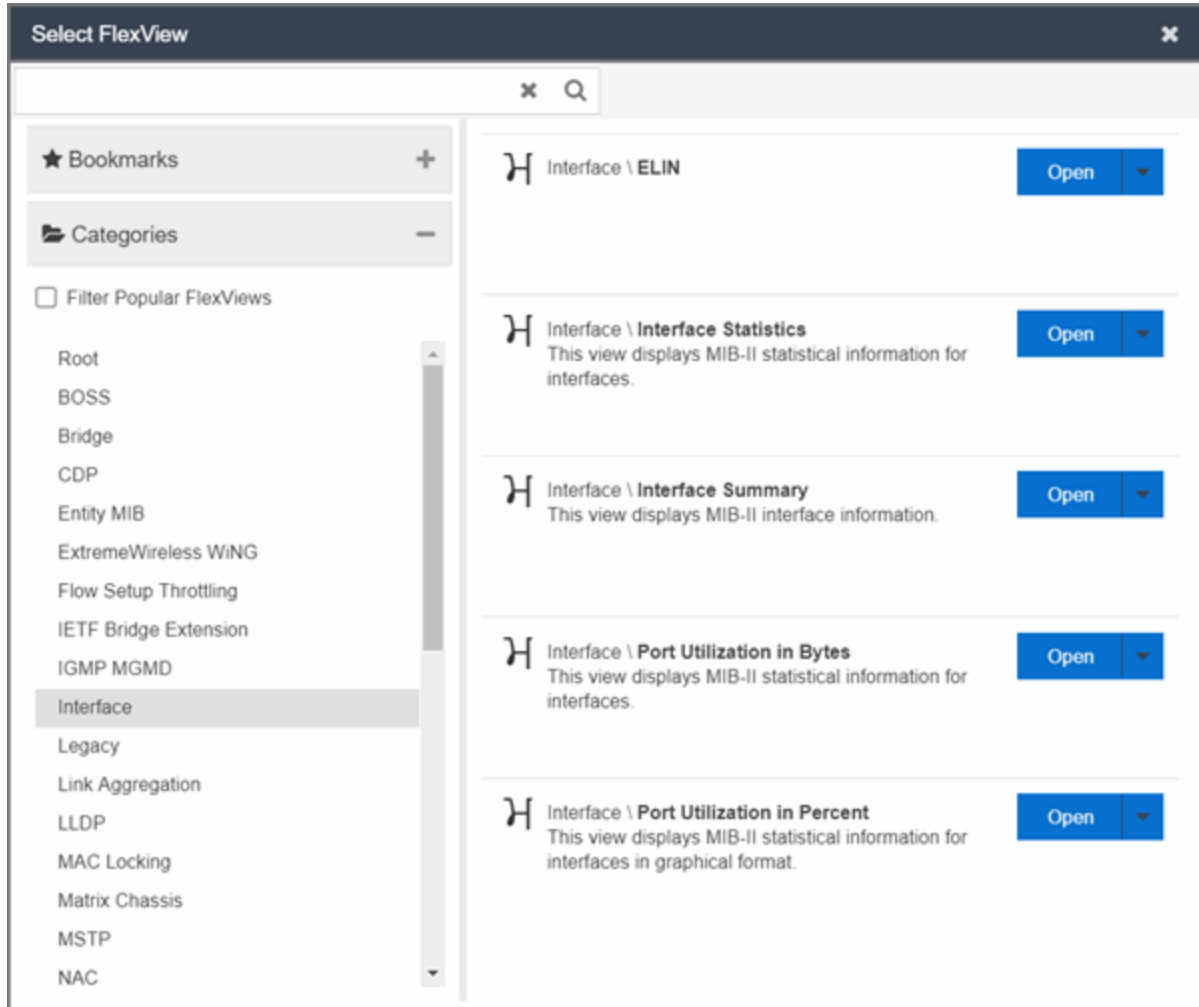 Select FlexView
Bookmarks
Categories
Filter Popular FlexViews
Root
BOSS
Bridge
CDP
Entity MIB
ExtremeWireless WiNG
Flow Setup Throttling
IETF Bridge Extension
IGMP MGMD
Interface
Legacy
Link Aggregation
LLDP
MAC Locking
Matrix Chassis
MSTP
NAC
Interface \ ELIN
Open
Interface \ Interface Statistics
This view displays MIB-II statistical information for
interfaces.
Open
Interface \ Interface Summary
This view displays MIB-II interface information.
Open
Interface \ Port Utilization in Bytes
This view displays MIB-II statistical information for
interfaces.
Open
Interface \ Port Utilization in Percent
This view displays MIB-II statistical information for
interfaces in graphical format.
Open